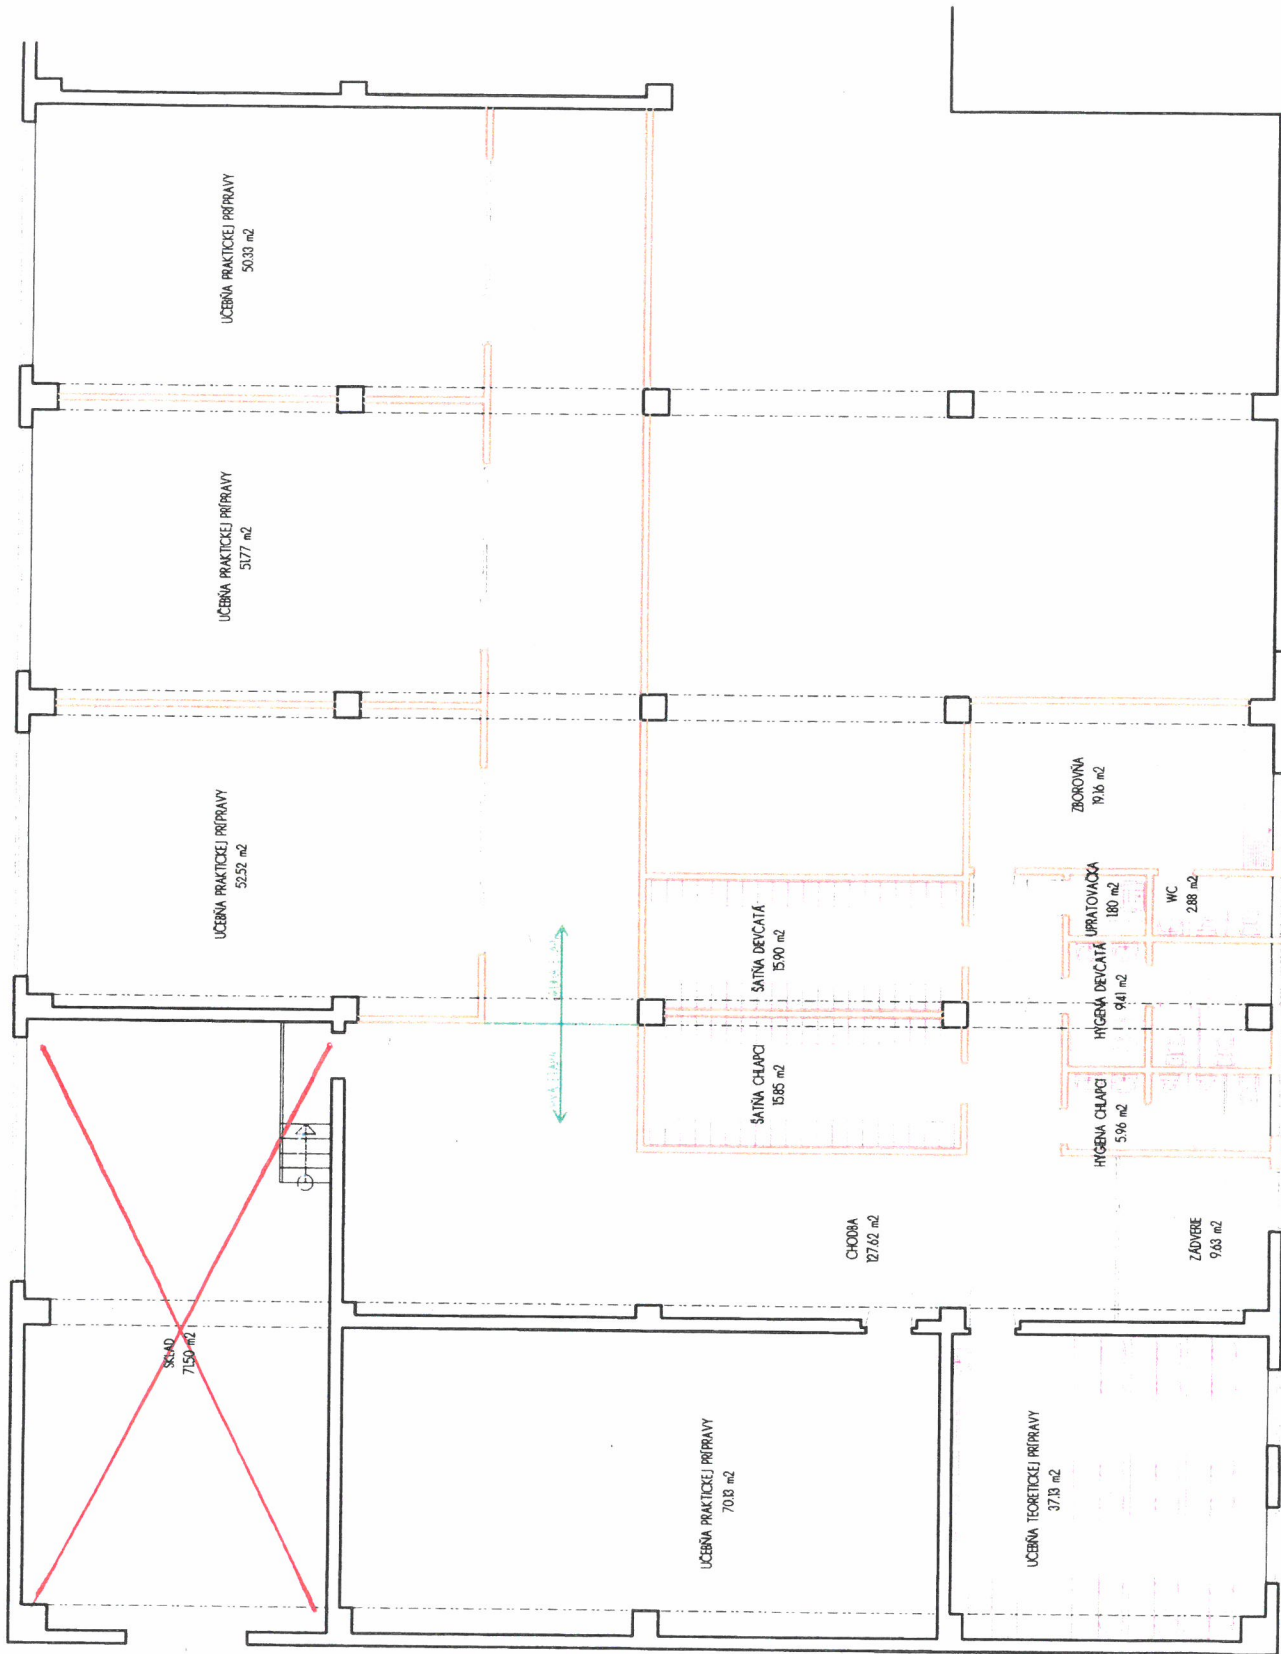 UČEBŇA PRAKTICKEJ PRÍPRAVY
50.33 m2
UČEBŇA PRAKTICKEJ PRÍPRAVY
51.77 m2
UČEBŇA PRAKTICKEJ PRÍPRAVY
52.52 m2
SKLAD
71.50 m2
ŠATŇA DIEVČATÁ
15.90 m2
ŠATŇA CHLAPCI
15.85 m2
ZBOROVŇA
19.16 m2
UPRATOVAČKA
1.80 m2
WC
2.88 m2
HYGIENA DIEVČATÁ
9.41 m2
HYGIENA CHLAPCI
5.96 m2
CHODBA
127.62 m2
ZÁDVERIE
9.63 m2
UČEBŇA PRAKTICKEJ PRÍPRAVY
70.13 m2
UČEBŇA TEORETICKEJ PRÍPRAVY
37.13 m2